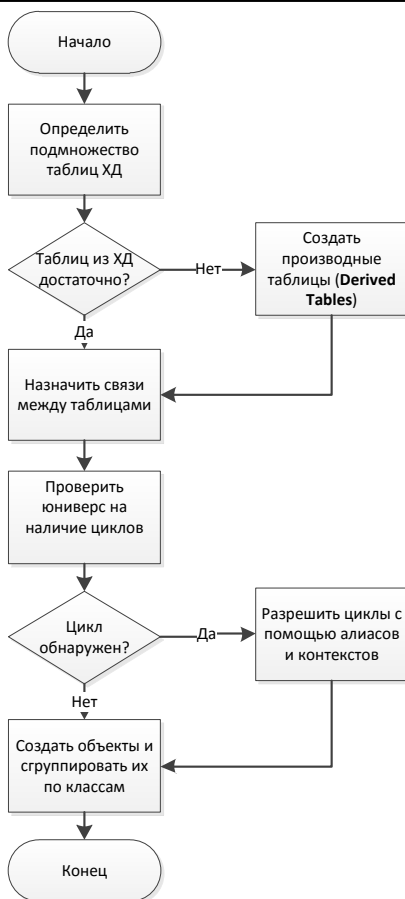 Начало
Определить
подмножество
таблиц ХД
Таблиц из ХД
достаточно?
Нет
Создать
производные
таблицы (Derived
Tables)
Да
Назначить связи
между таблицами
Проверить
юниверс на
наличие циклов
Цикл
обнаружен?
Да
Разрешить циклы с
помощью алиасов
и контекстов
Нет
Создать объекты и
сгруппировать их
по классам
Конец